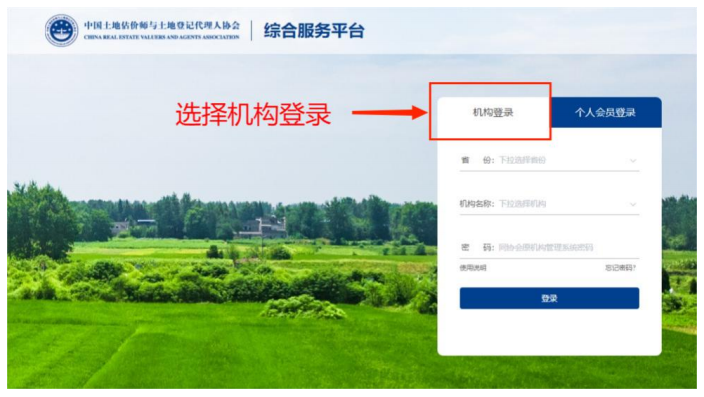 中国土地估价师与土地登记代理人协会
CHINA REAL ESTATE VALUERS AND AGENTS ASSOCIATION
综合服务平台
选择机构登录
机构登录
个人会员登录
省 份: 下拉选择省份
机构名称: 下拉选择机构
密 码: 同协会原机构管理系统密码
使用说明
忘记密码?
登录